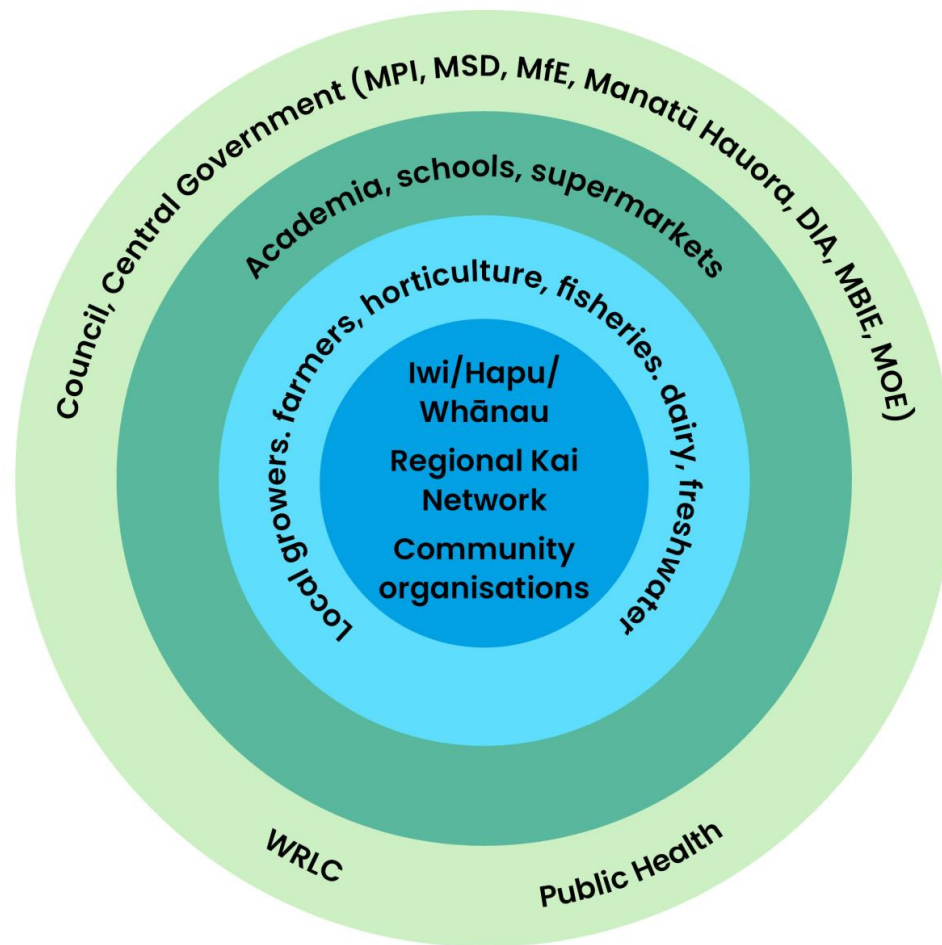 Council, Central Government (MPI, MSD, MfE, Manatū Hauora, DIA, MBIE, MOE)
Academia, schools, supermarkets
Local growers. farmers, horticulture, fisheries. dairy, freshwater
Iwi/Hapu/
Whānau
Regional Kai
Network
Community
organisations
WRLC
Public Health